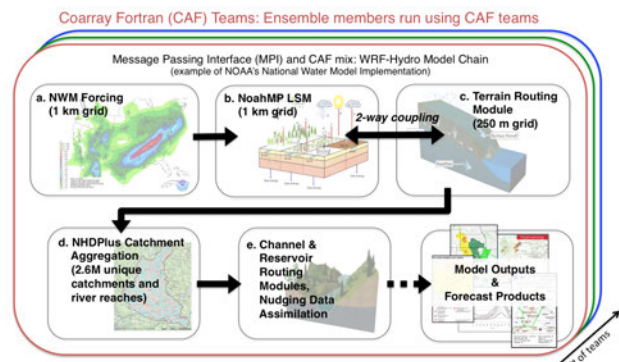 Coarray Fortran (CAF) Teams: Ensemble members run using CAF teams
Message Passing Interface (MPI) and CAF mix: WRF-Hydro Model Chain
(example of NOAA's National Water Model Implementation)
a. NWM Forcing
(1 km grid)
b. NoahMP LSM
(1 km grid)
2-way coupling
c. Terrain Routing
Module
(250 m grid)
d. NHDPlus Catchment
Aggregation
(2.6M unique
catchments and
river reaches)
e. Channel &
Reservoir
Routing
Modules,
Nudging Data
Assimilation
Model Outputs
&
Forecast Products
of teams